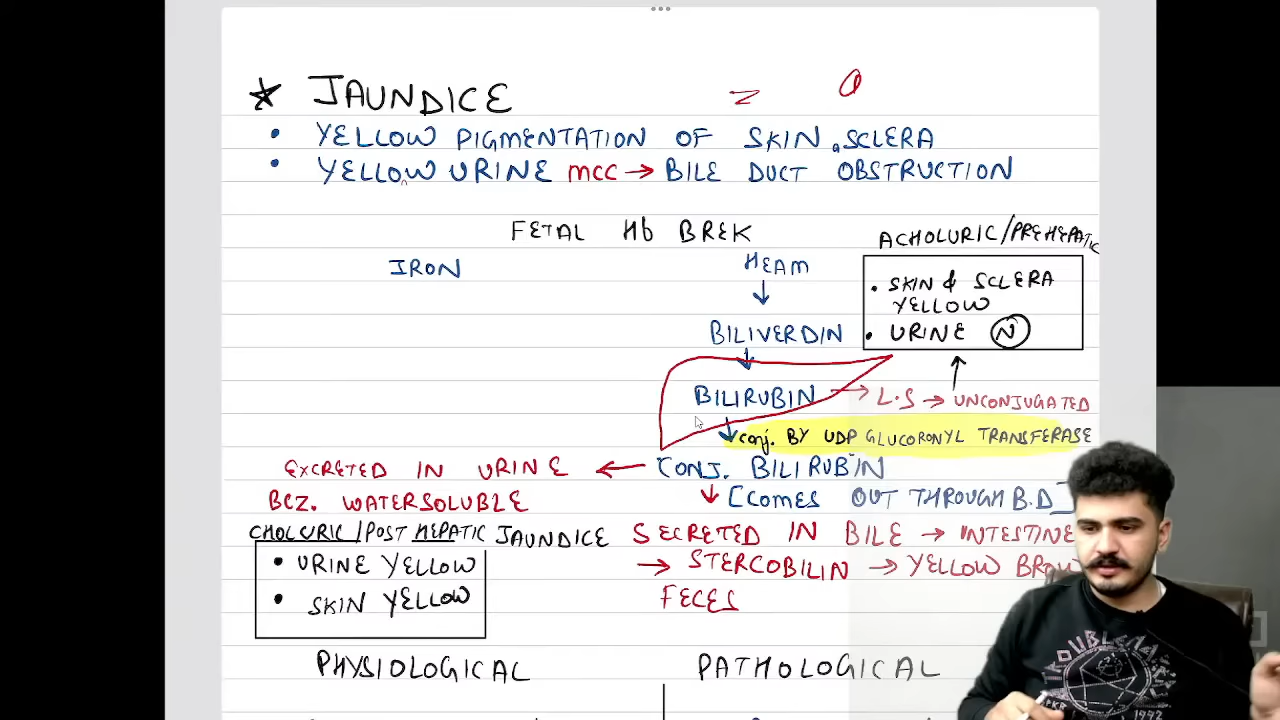 ★ JAUNDICE
• YELLOW PIGMENTATION OF SKIN & SCLERA
• YELLOW URINE MCC → BILE DUCT OBSTRUCTION
FETAL Hb BREK
ACHOLURIC/PREHEPATIC
IRON
HEAM
↓
• SKIN & SCLERA
YELLOW
• URINE N
BILIVERDIN
↓
BILIRUBIN → L.S → UNCONJUGATED
↓ conj. BY UDP GLUCORONYL TRANSFERASE
EXCRETED IN URINE ← CONJ. BILIRUBIN
BCZ. WATERSOLUBLE
↓ [COMES OUT THROUGH B.D]
CHOLURIC/POST HEPATIC JAUNDICE
• URINE YELLOW
• SKIN YELLOW
SECRETED IN BILE → INTESTINE
→ STERCOBILIN → YELLOW
FECES
PHYSIOLOGICAL
PATHOLOGICAL